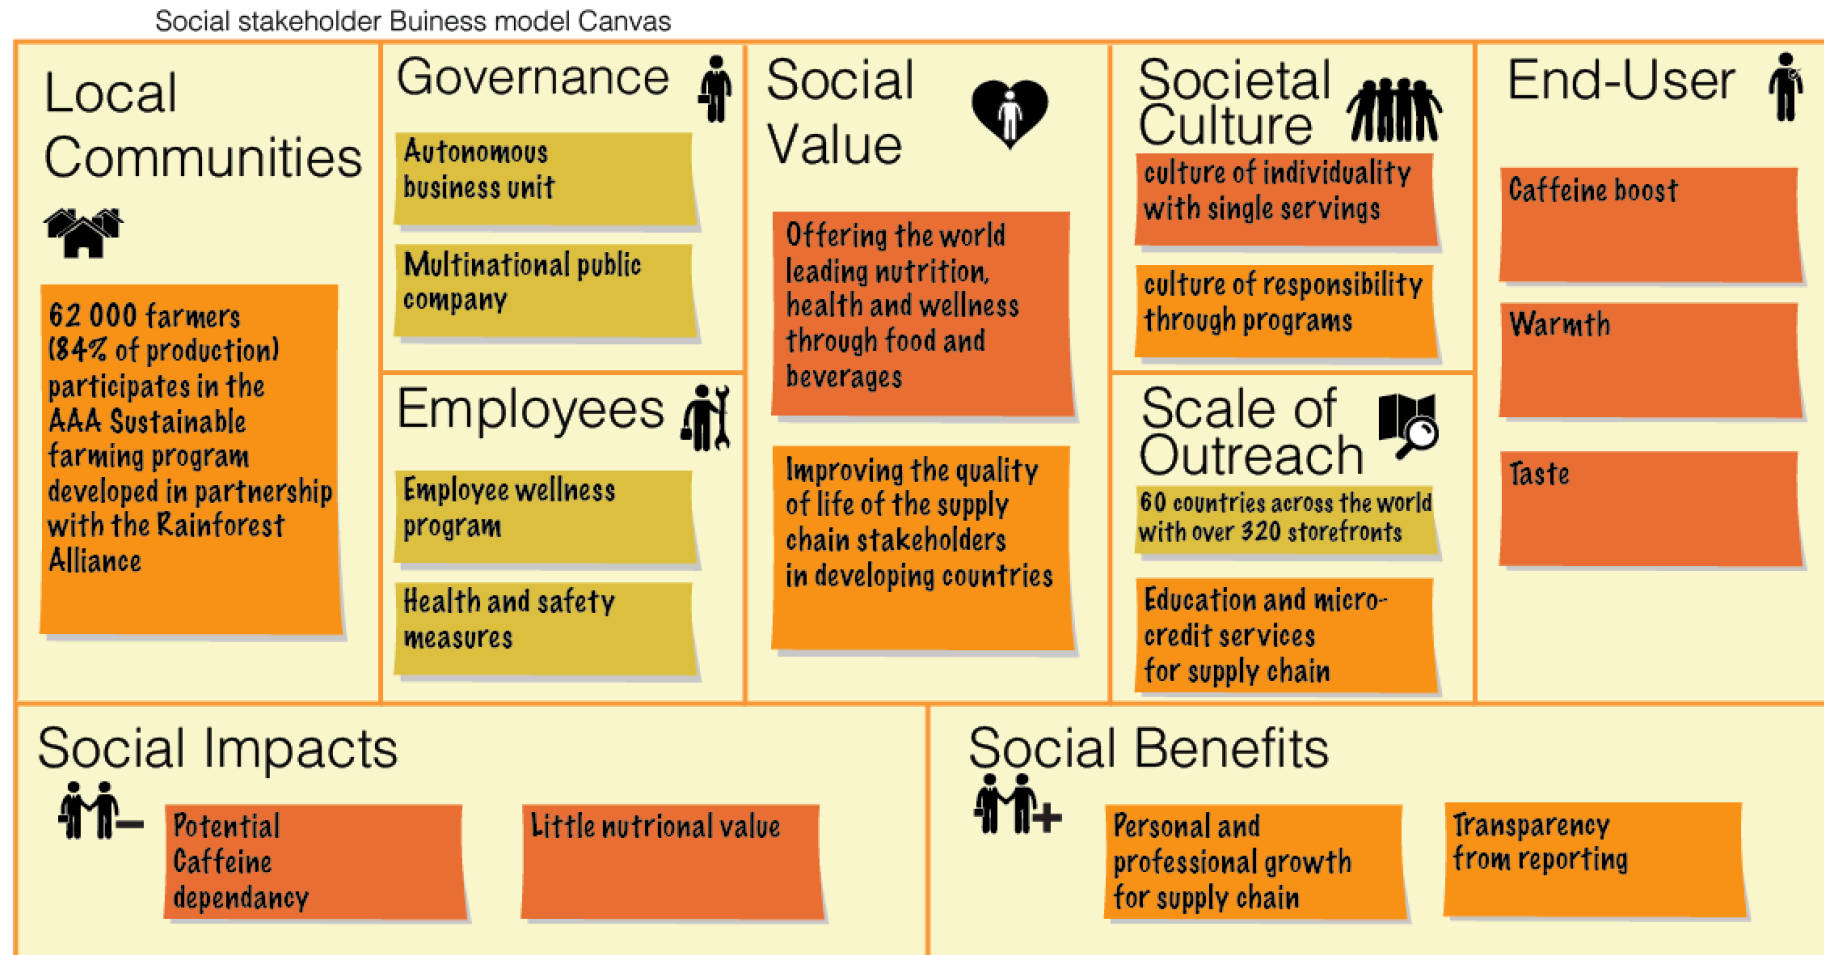 Social stakeholder Buiness model Canvas
Local
Communities
62 000 farmers
(84% of production)
participates in the
AAA Sustainable
farming program
developed in partnership
with the Rainforest
Alliance
Governance
Autonomous
business unit
Multinational public
company
Employees
Employee wellness
program
Health and safety
measures
Social
Value
Offering the world
leading nutrition,
health and wellness
through food and
beverages
Improving the quality
of life of the supply
chain stakeholders
in developing countries
Societal
Culture
culture of individuality
with single servings
culture of responsibility
through programs
Scale of
Outreach
60 countries across the world
with over 320 storefronts
Education and micro-
credit services
for supply chain
End-User
Caffeine boost
Warmth
Taste
Social Impacts
Potential
Caffeine
dependancy
Little nutrional value
Social Benefits
Personal and
professional growth
for supply chain
Transparency
from reporting